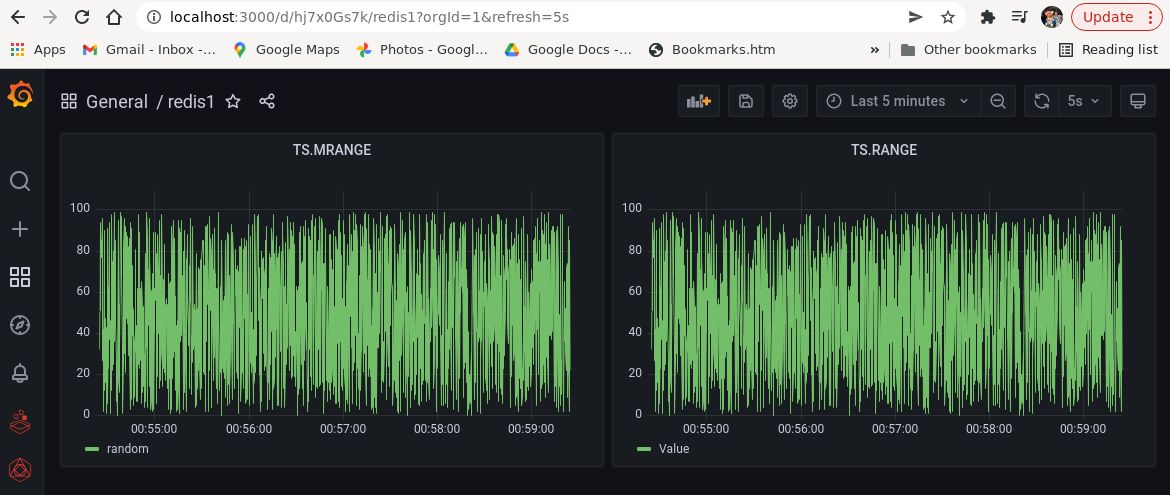 localhost:3000/d/hj7x0Gs7k/redis1?orgId=1&refresh=5s
Update
Apps
Gmail - Inbox -...
Google Maps
Photos - Googl...
Google Docs -...
Bookmarks.htm
»
Other bookmarks
Reading list
General / redis1
Last 5 minutes
5s
TS.MRANGE
100
80
60
40
20
0
00:55:00
00:56:00
00:57:00
00:58:00
00:59:00
random
TS.RANGE
100
80
60
40
20
0
00:55:00
00:56:00
00:57:00
00:58:00
00:59:00
Value